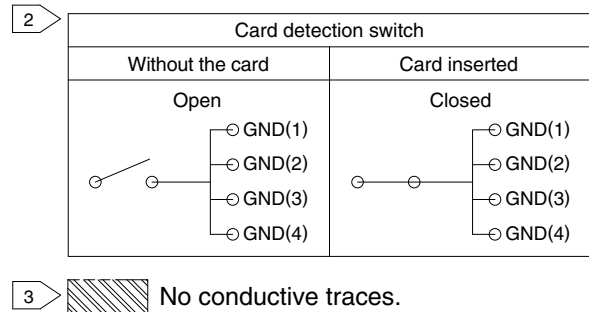 2
Card detection switch
Without the card
Card inserted
Open
GND(1)
GND(2)
GND(3)
GND(4)
Closed
GND(1)
GND(2)
GND(3)
GND(4)
3
No conductive traces.